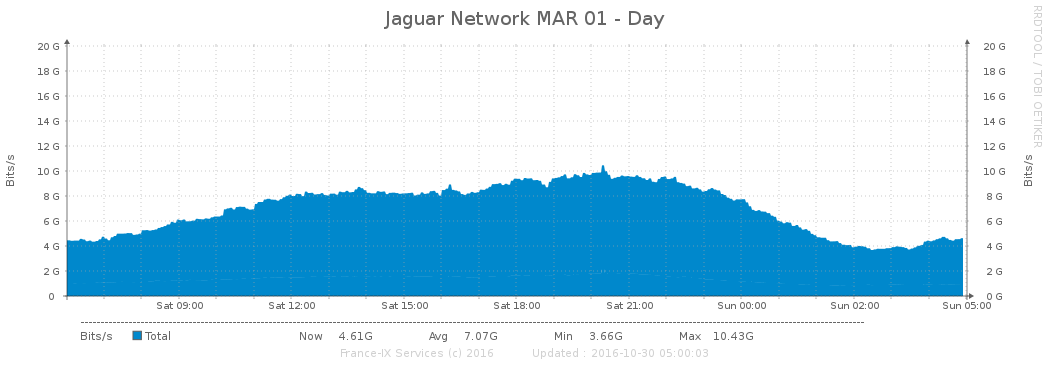 Jaguar Network MAR 01 - Day
RRDTOOL / TOBI OETIKER
Bits/s
20 G 20 G
18 G 18 G
16 G 16 G
14 G 14 G
12 G 12 G
10 G 10 G
8 G 8 G
6 G 6 G
4 G 4 G
2 G 2 G
0 0 G
Bits/s
Sat 09:00 Sat 12:00 Sat 15:00 Sat 18:00 Sat 21:00 Sun 00:00 Sun 02:00 Sun 05:00
Bits/s Total Now 4.61G Avg 7.07G Min 3.66G Max 10.43G
France-IX Services (c) 2016 Updated : 2016-10-30 05:00:03